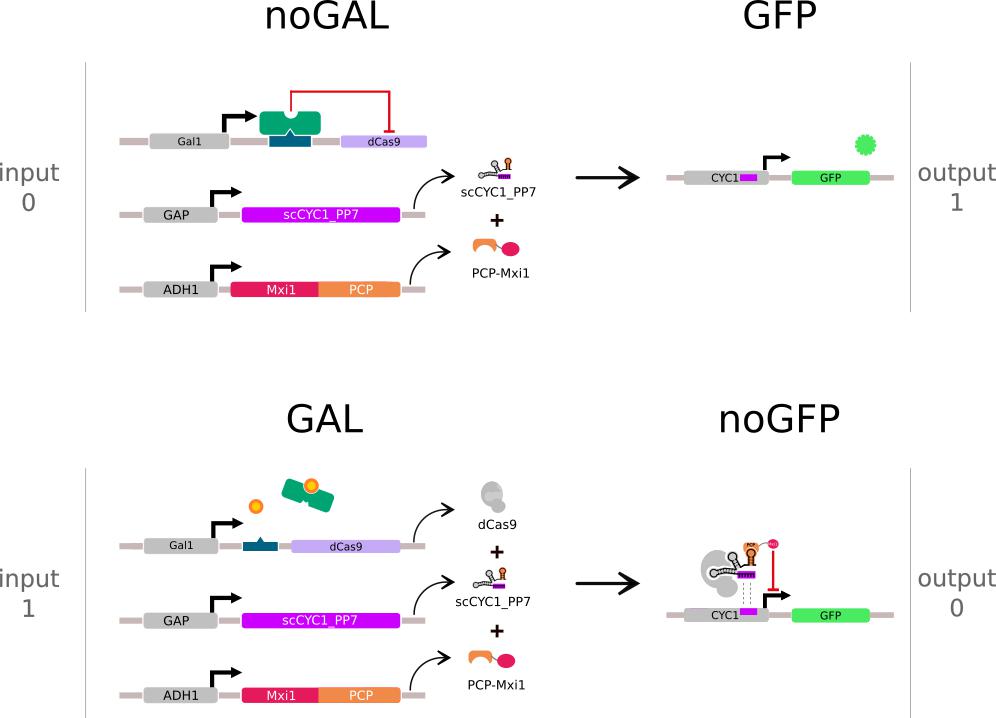 noGAL
GFP
input
0
Gal1
dCas9
GAP
scCYC1_PP7
ADH1
Mxi1
PCP
scCYC1_PP7
+
PCP-Mxi1
CYC1
GFP
output
1
GAL
noGFP
input
1
Gal1
dCas9
GAP
scCYC1_PP7
ADH1
Mxi1
PCP
dCas9
+
scCYC1_PP7
+
PCP-Mxi1
PCP
Mxi1
CYC1
GFP
output
0